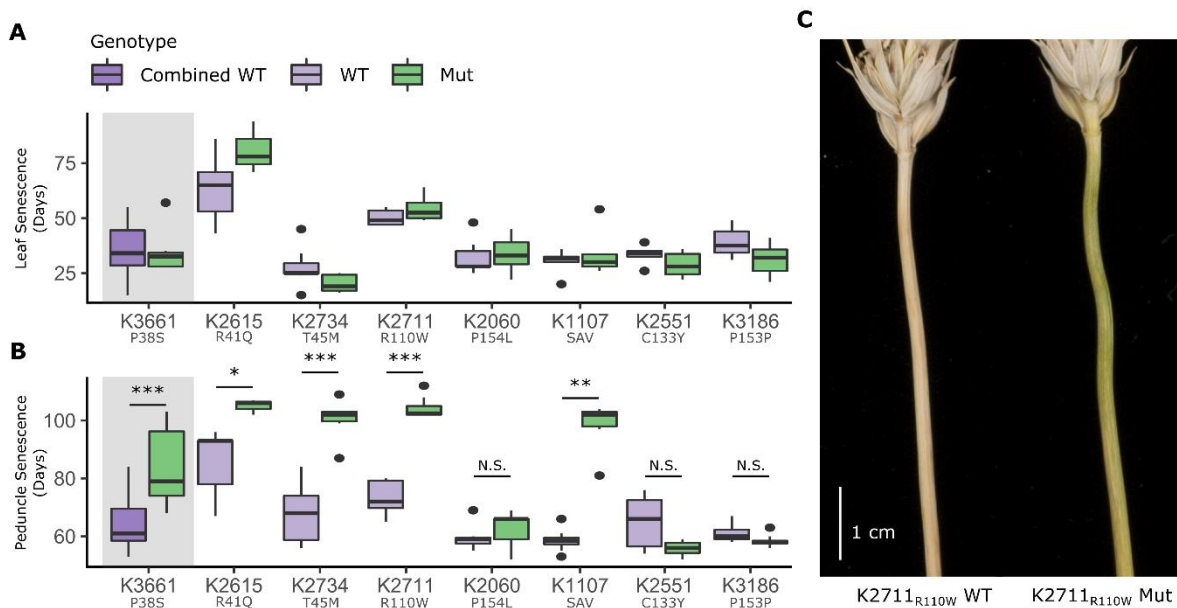 A
Genotype
Combined WT WT Mut
Leaf Senescence
(Days)
75
50
25
K3661 K2615 K2734 K2711 K2060 K1107 K2551 K3186
P38S R41Q T45M R110W P154L SAV C133Y P153P
B
Peduncle Senescence
(Days)
*** * *** *** N.S. ** N.S. N.S.
100
80
60
K3661 K2615 K2734 K2711 K2060 K1107 K2551 K3186
P38S R41Q T45M R110W P154L SAV C133Y P153P
C
1 cm
K2711R110W WT K2711R110W Mut